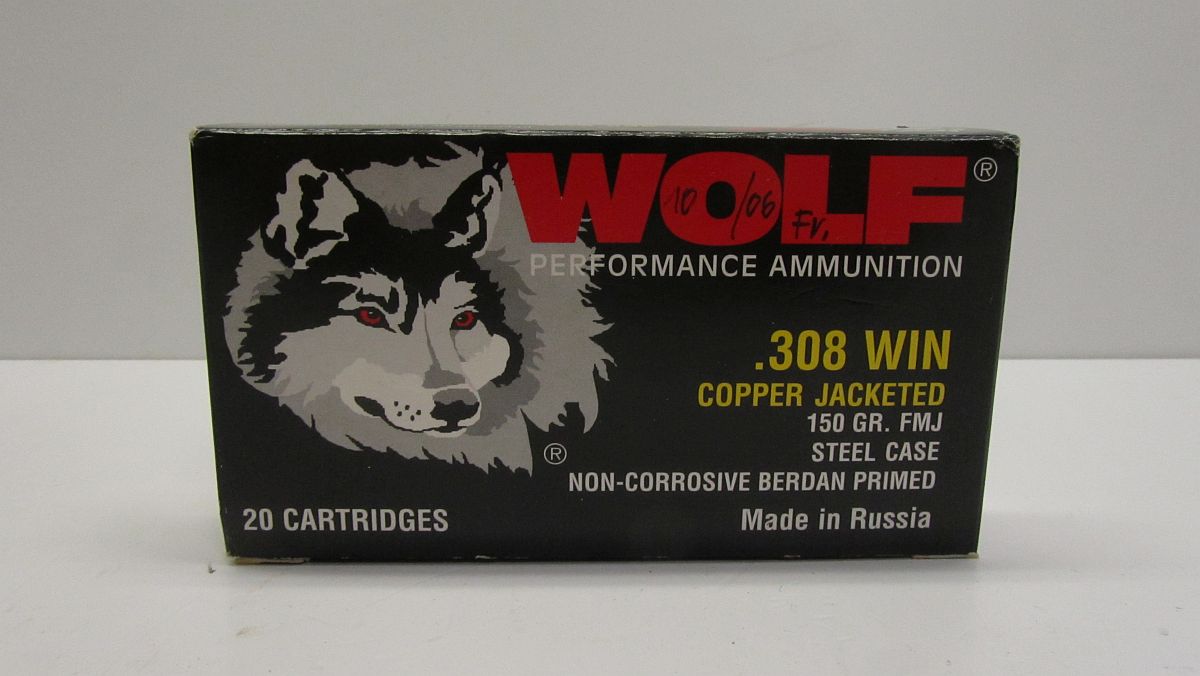 WOLF®
10/06 Fr.
PERFORMANCE AMMUNITION
.308 WIN
COPPER JACKETED
150 GR. FMJ
STEEL CASE
®
NON-CORROSIVE BERDAN PRIMED
20 CARTRIDGES
Made in Russia